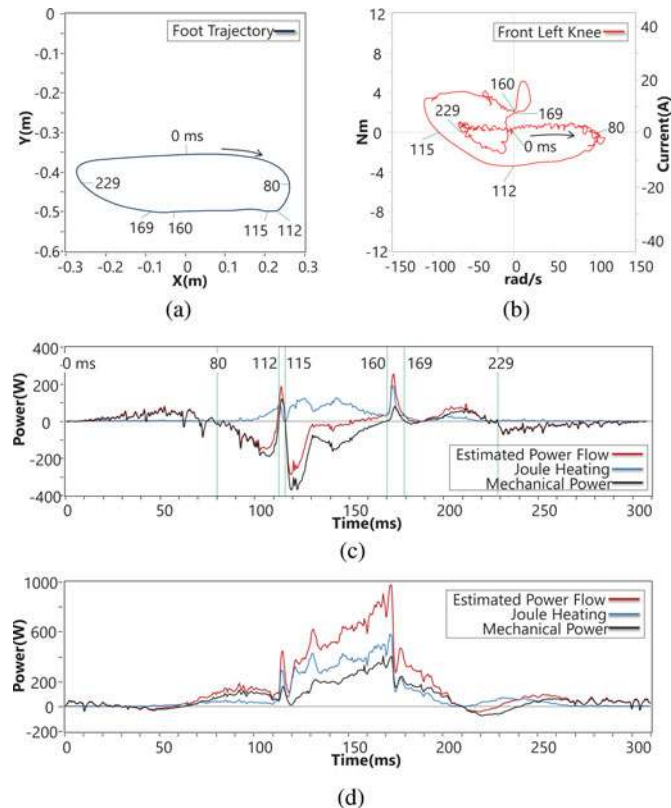 0
-0.1
-0.2
-0.3
-0.4
-0.5
-0.6
Y(m)
Foot Trajectory
0 ms
229
80
169 160 115 112
-0.3 -0.2 -0.1 0 0.1 0.2 0.3
X(m)
(a)
12
8
4
0
-4
-8
-12
Nm
Front Left Knee
160
229
169
0 ms
80
115
112
40
20
0
-20
-40
Current(A)
-150 -100 -50 0 50 100 150
rad/s
(b)
400
200
0
-200
-400
Power(W)
0 ms 80 112 115 160 169 229
Estimated Power Flow
Joule Heating
Mechanical Power
0 50 100 150 200 250 300
Time(ms)
(c)
1000
600
200
0
-200
Power(W)
Estimated Power Flow
Joule Heating
Mechanical Power
0 50 100 150 200 250 300
Time(ms)
(d)